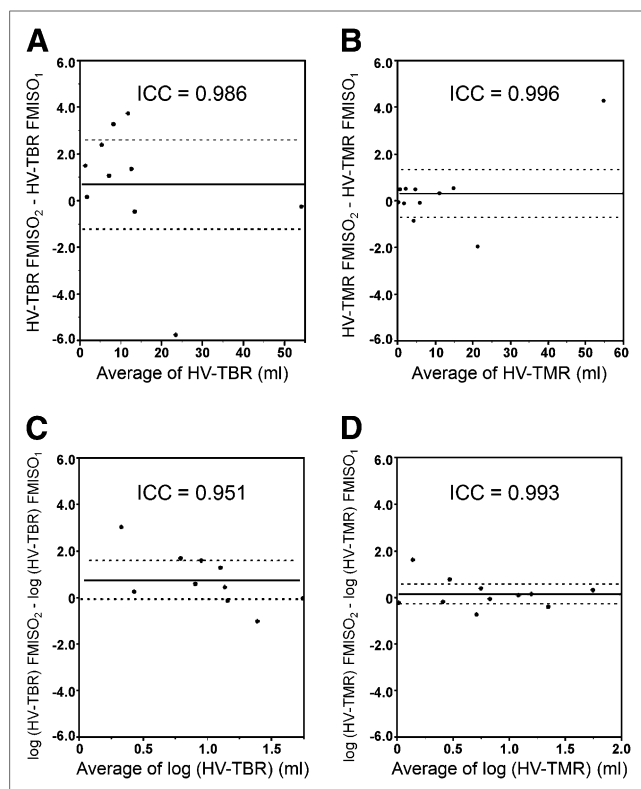 A
6.0
4.0
2.0
0
-2.0
-4.0
-6.0
HV-TBR FMISO₂ - HV-TBR FMISO₁
ICC = 0.986
0 10 20 30 40 50
Average of HV-TBR (ml)
B
6.0
4.0
2.0
0
-2.0
-4.0
-6.0
HV-TMR FMISO₂ - HV-TMR FMISO₁
ICC = 0.996
0 10 20 30 40 50 60
Average of HV-TMR (ml)
C
6.0
4.0
2.0
0
-2.0
-4.0
-6.0
log (HV-TBR) FMISO₂ - log (HV-TBR) FMISO₁
ICC = 0.951
0 0.5 1.0 1.5
Average of log (HV-TBR) (ml)
D
6.0
4.0
2.0
0
-2.0
-4.0
-6.0
log (HV-TMR) FMISO₂ - log (HV-TMR) FMISO₁
ICC = 0.993
0 0.5 1.0 1.5 2.0
Average of log (HV-TMR) (ml)